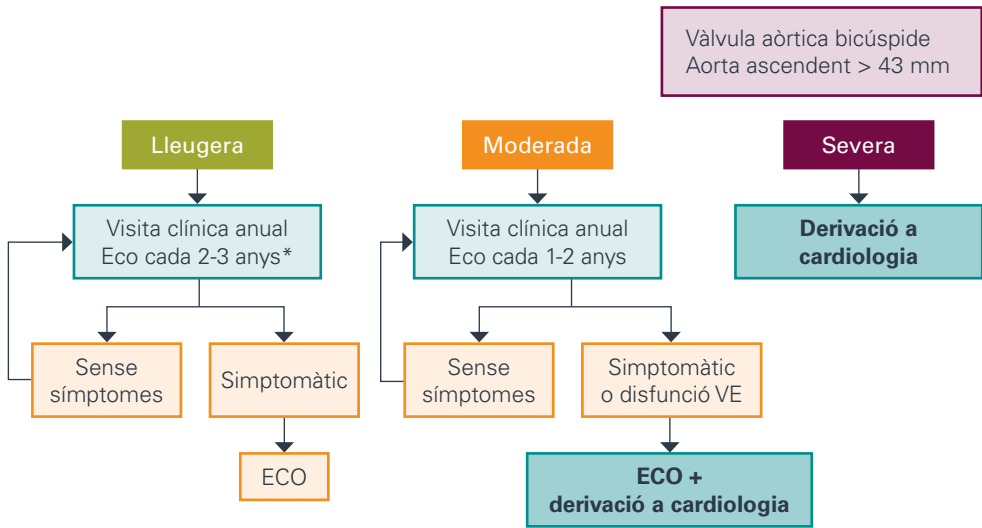 Vàlvula aòrtica bicúspide
Aorta ascendent > 43 mm
Lleugera
Moderada
Severa
Visita clínica anual
Eco cada 2-3 anys*
Visita clínica anual
Eco cada 1-2 anys
Derivació a
cardiologia
Sense
símptomes
Simptomàtic
Sense
símptomes
Simptomàtic
o disfunció VE
ECO
ECO +
derivació a cardiologia